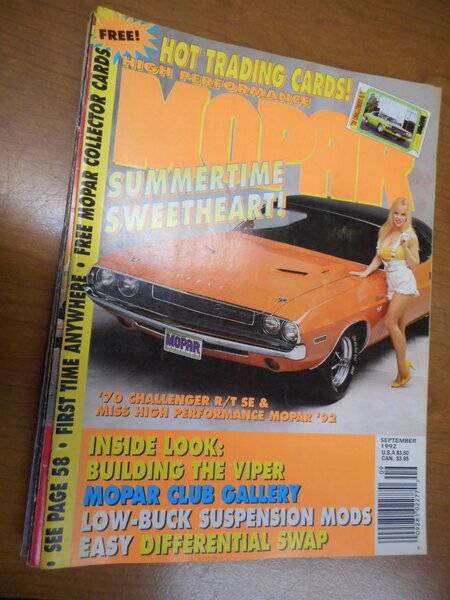 FREE!
HOT TRADING CARDS!
HIGH PERFORMANCE
MOPAR
SUMMERTIME
SWEETHEART!
MOPAR
'70 CHALLENGER R/T SE &
MISS HIGH PERFORMANCE MOPAR '92
INSIDE LOOK:
BUILDING THE VIPER
MOPAR CLUB GALLERY
LOW-BUCK SUSPENSION MODS
EASY DIFFERENTIAL SWAP
SEPTEMBER
1992
U.S.A $3.50
CAN. $3.95
09
• SEE PAGE 58 • FIRST TIME ANYWHERE • FREE MOPAR COLLECTOR CARDS